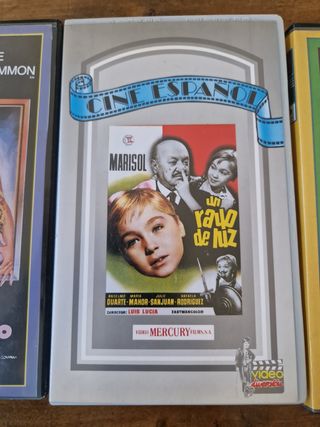 CINE ESPAÑOL
MARISOL
un
rayo
de luz
ANSELMO MARIA JULIO RAFAELA
DUARTE-MAHOR-SANJUAN-RODRIGUEZ
DIRECTOR: LUIS LUCIA EASTMANCOLOR
VIDEO MERCURY FILMS, S.A.
video
E
MMON
O